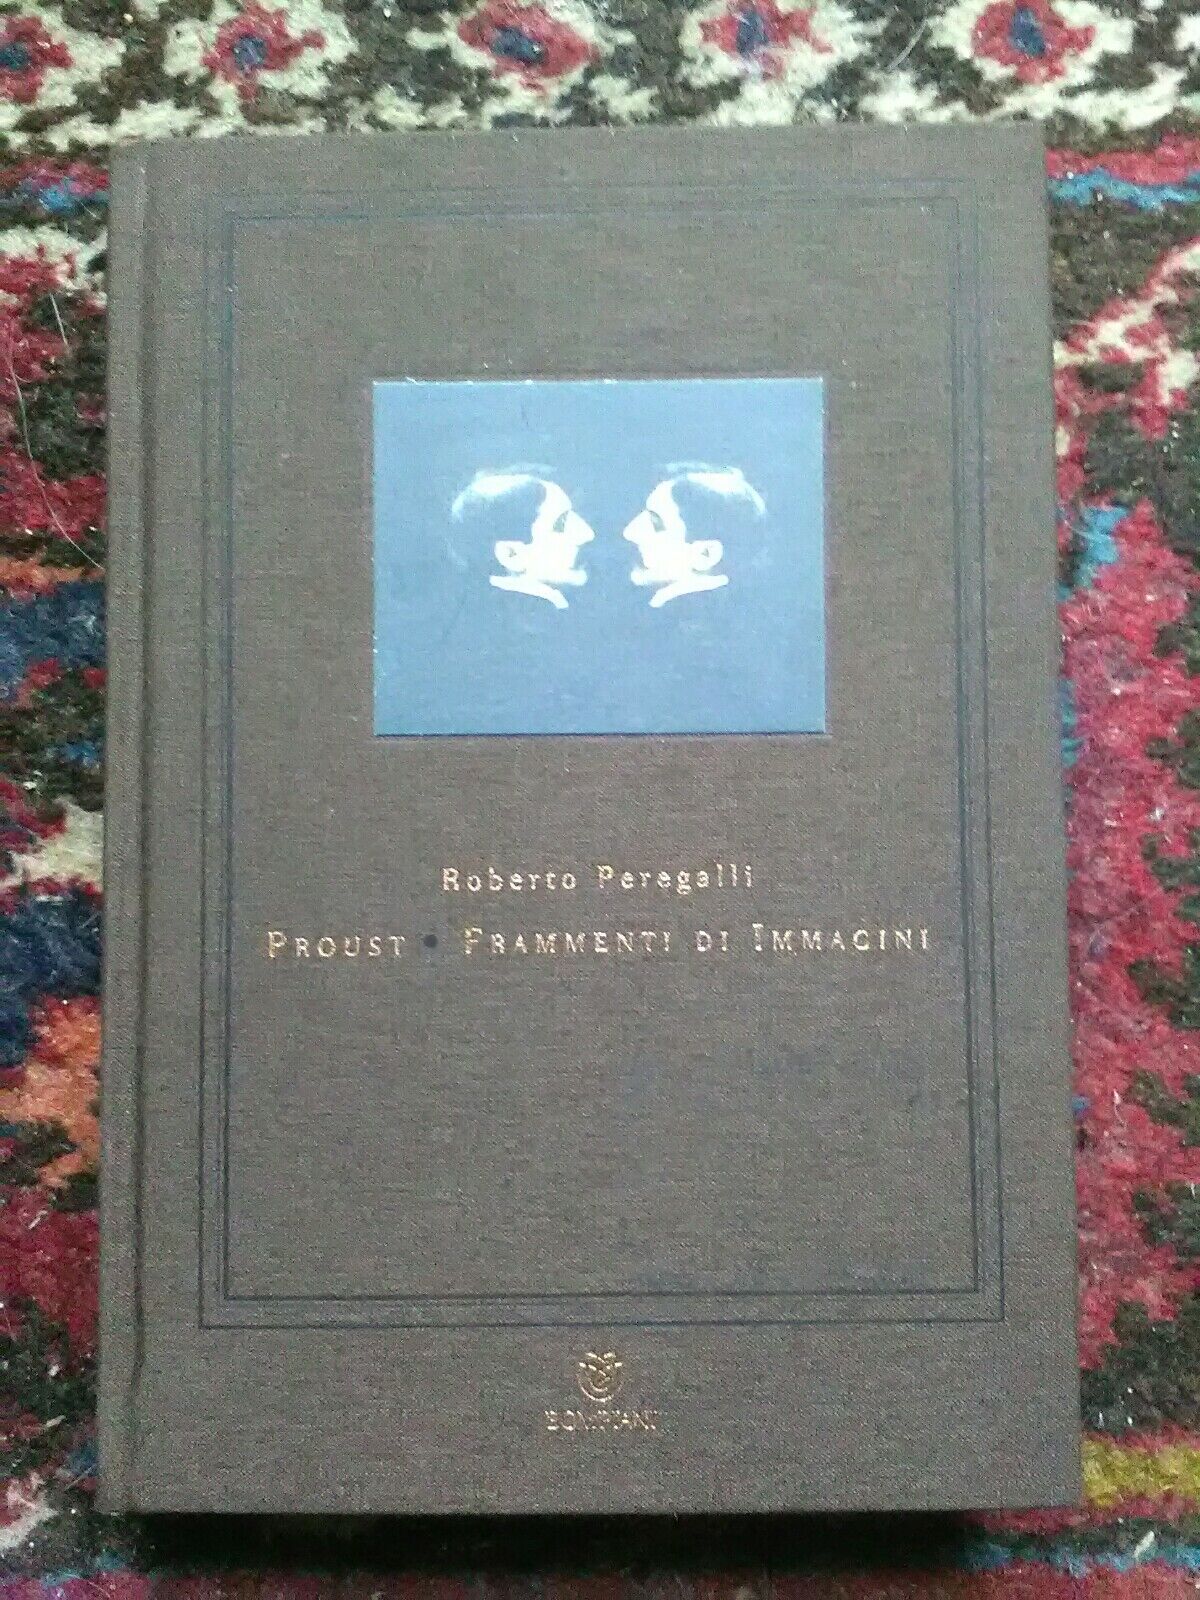 Roberto Peregalli
PROUST • FRAMMENTI DI IMMAGINI
BOMPIANI